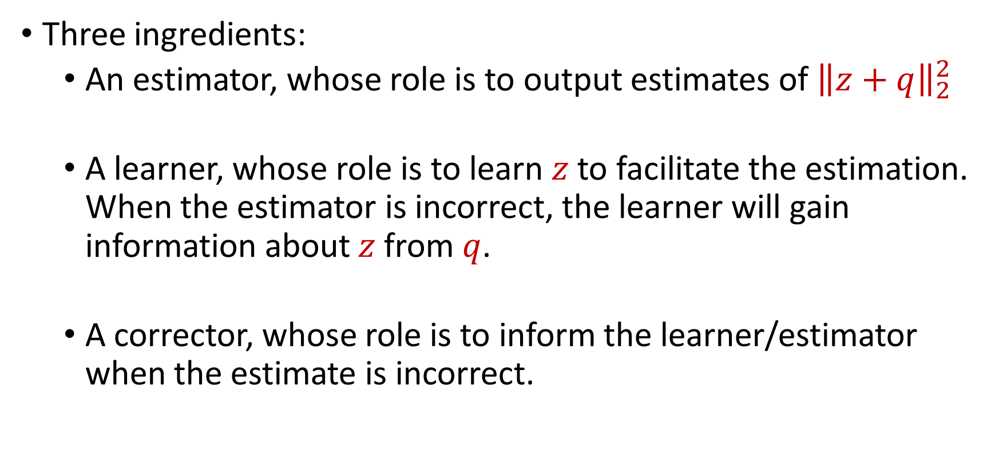 • Three ingredients:
• An estimator, whose role is to output estimates of ‖z + q‖₂²
• A learner, whose role is to learn z to facilitate the estimation.
When the estimator is incorrect, the learner will gain
information about z from q.
• A corrector, whose role is to inform the learner/estimator
when the estimate is incorrect.